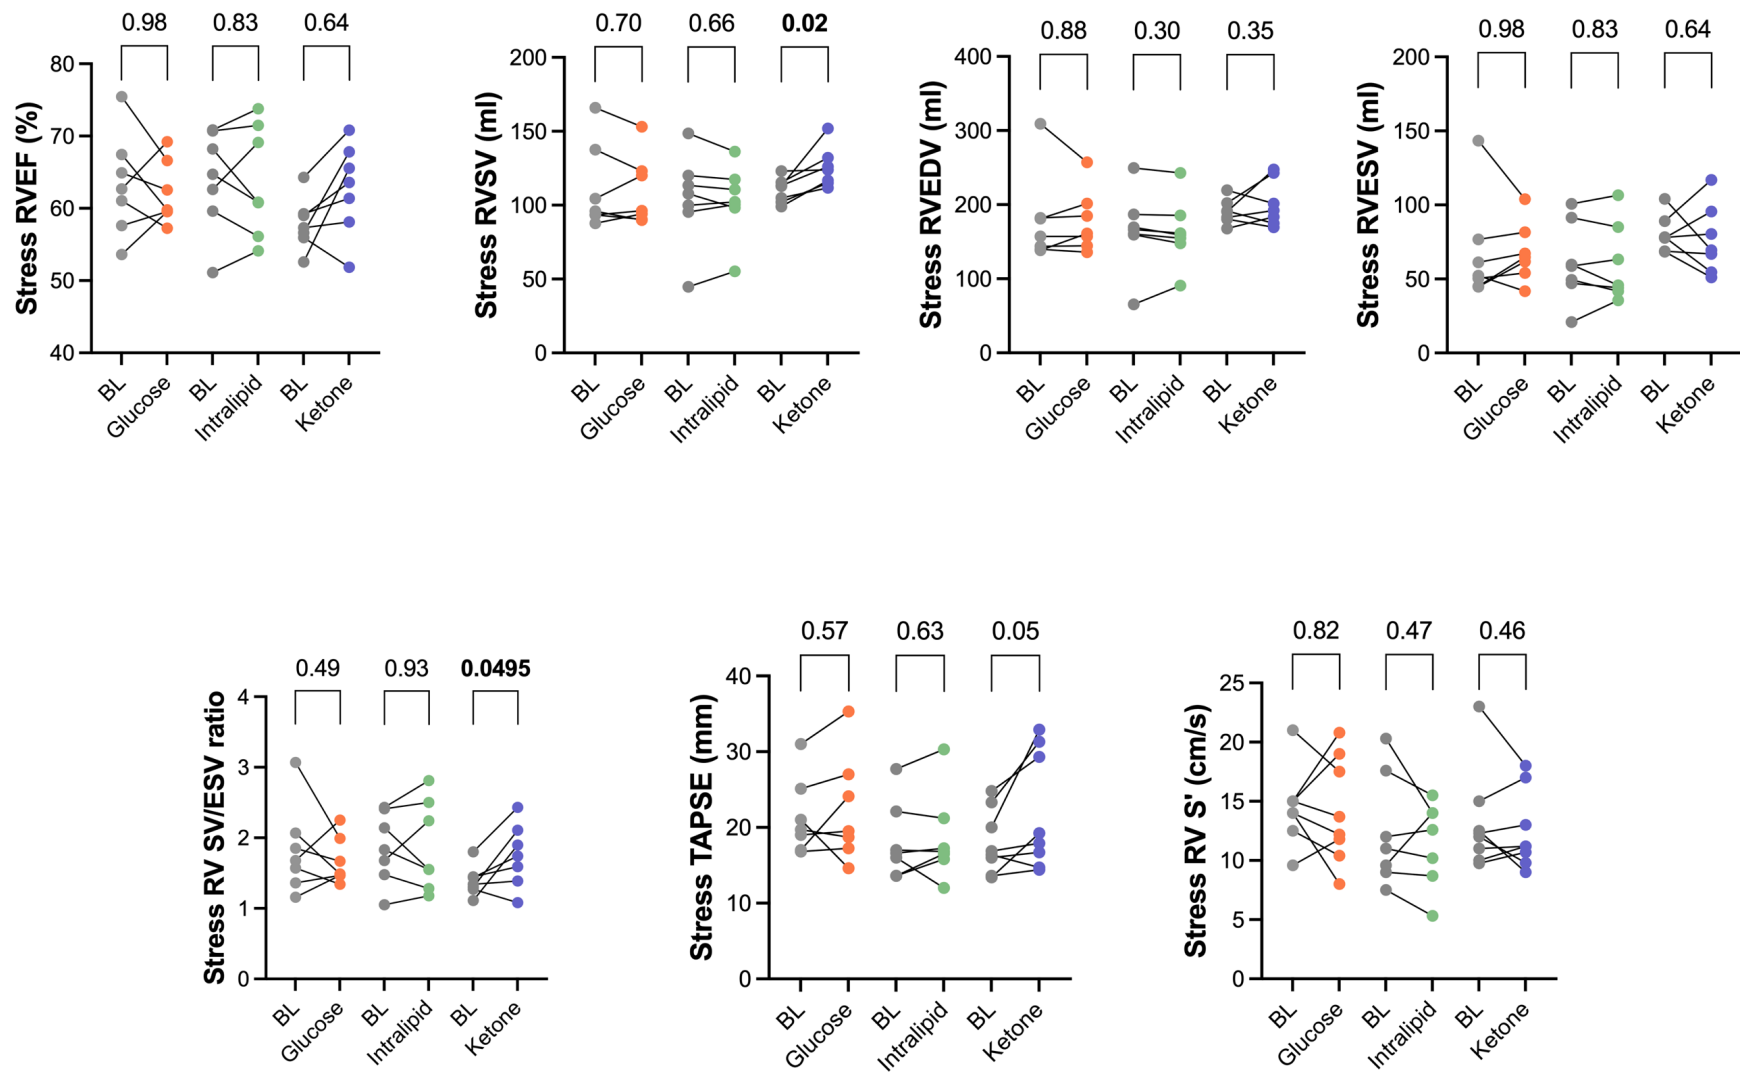 0.98 0.83 0.64
Stress RVEF (%)
80
70
60
50
40
BL Glucose BL Intralipid BL Ketone
0.70 0.66 0.02
Stress RVSV (ml)
200
150
100
50
0
BL Glucose BL Intralipid BL Ketone
0.88 0.30 0.35
Stress RVEDV (ml)
400
300
200
100
0
BL Glucose BL Intralipid BL Ketone
0.98 0.83 0.64
Stress RVESV (ml)
200
150
100
50
0
BL Glucose BL Intralipid BL Ketone
0.49 0.93 0.0495
Stress RV SV/ESV ratio
4
3
2
1
0
BL Glucose BL Intralipid BL Ketone
0.57 0.63 0.05
Stress TAPSE (mm)
40
30
20
10
0
BL Glucose BL Intralipid BL Ketone
0.82 0.47 0.46
Stress RV S' (cm/s)
25
20
15
10
5
0
BL Glucose BL Intralipid BL Ketone